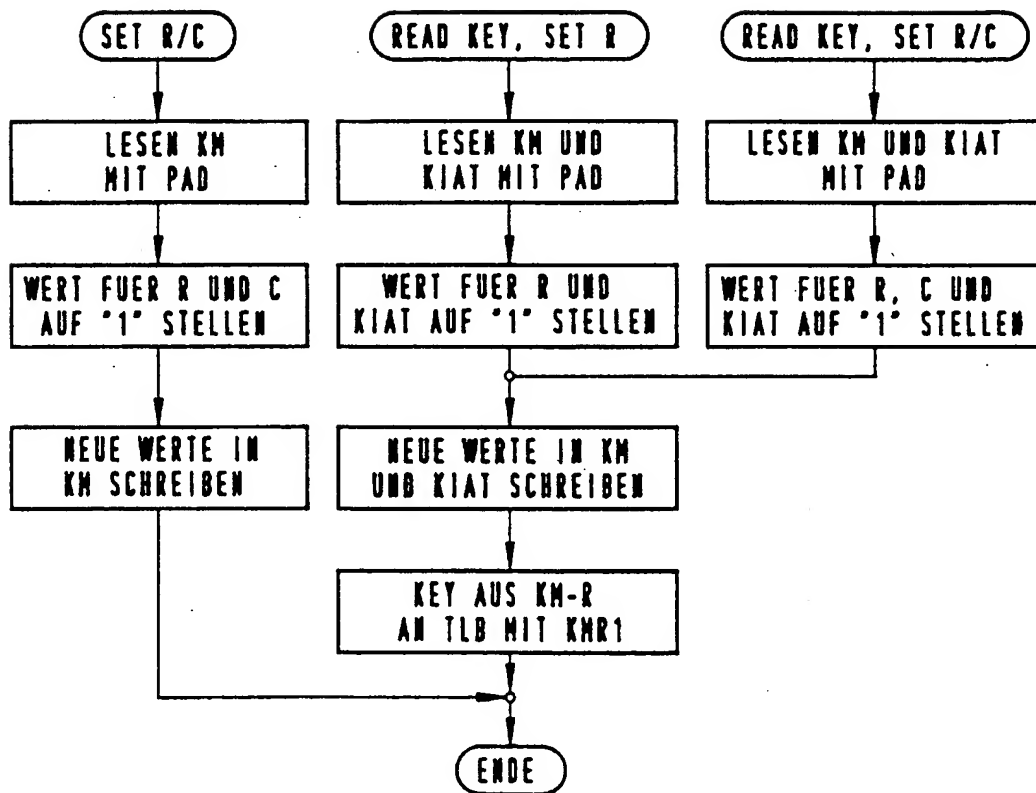 SET R/C
READ KEY, SET R
READ KEY, SET R/C
LESEN KM
MIT PAD
LESEN KM UND
KIAT MIT PAD
LESEN KM UND KIAT
MIT PAD
WERT FUER R UND C
AUF "1" STELLEN
WERT FUER R UND
KIAT AUF "1" STELLEN
WERT FUER R, C UND
KIAT AUF "1" STELLEN
NEUE WERTE IN
KM SCHREIBEN
NEUE WERTE IN KM
UND KIAT SCHREIBEN
KEY AUS KM-R
AN TLB MIT KMR1
ENDE